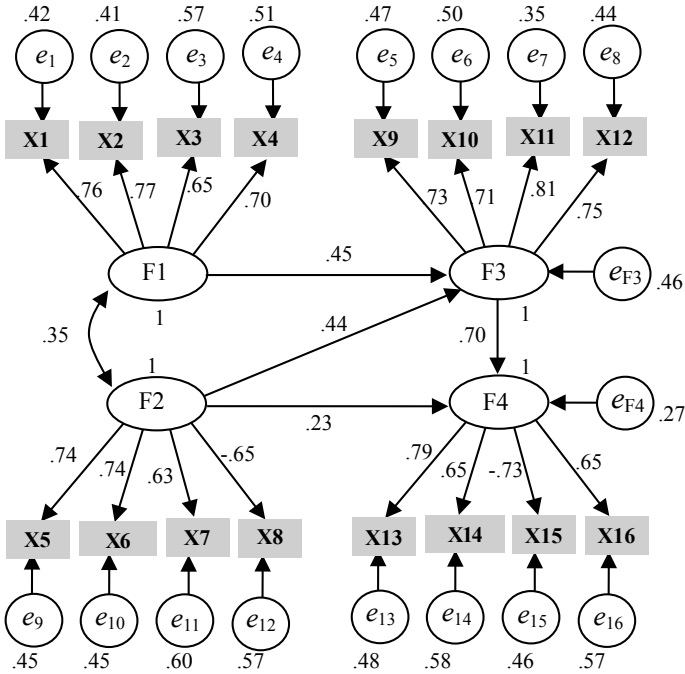 .42 .41 .57 .51 .47 .50 .35 .44
e1 e2 e3 e4 e5 e6 e7 e8
X1 X2 X3 X4 X9 X10 X11 X12
.76 .77 .65 .70 .73 .71 .81 .75
F1 .45 F3 eF3 .46
1 1
.35 .44 .70
1 1
F2 .23 F4 eF4 .27
.74 .74 .63 -.65 .79 .65 -.73 .65
X5 X6 X7 X8 X13 X14 X15 X16
e9 e10 e11 e12 e13 e14 e15 e16
.45 .45 .60 .57 .48 .58 .46 .57